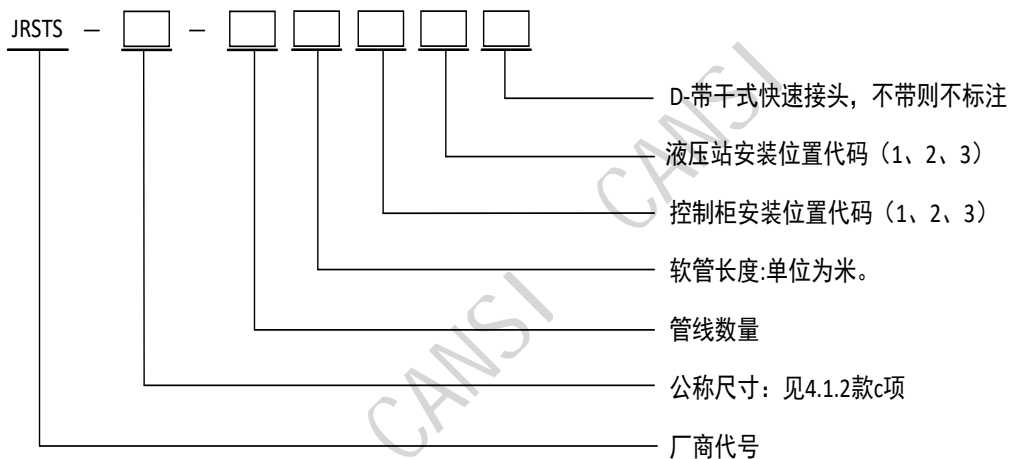 JRSTS – □ – □ □ □ □ □
D-带干式快速接头，不带则不标注
液压站安装位置代码（1、2、3）
控制柜安装位置代码（1、2、3）
软管长度:单位为米。
管线数量
公称尺寸：见4.1.2款c项
厂商代号
CANSI
CANSI